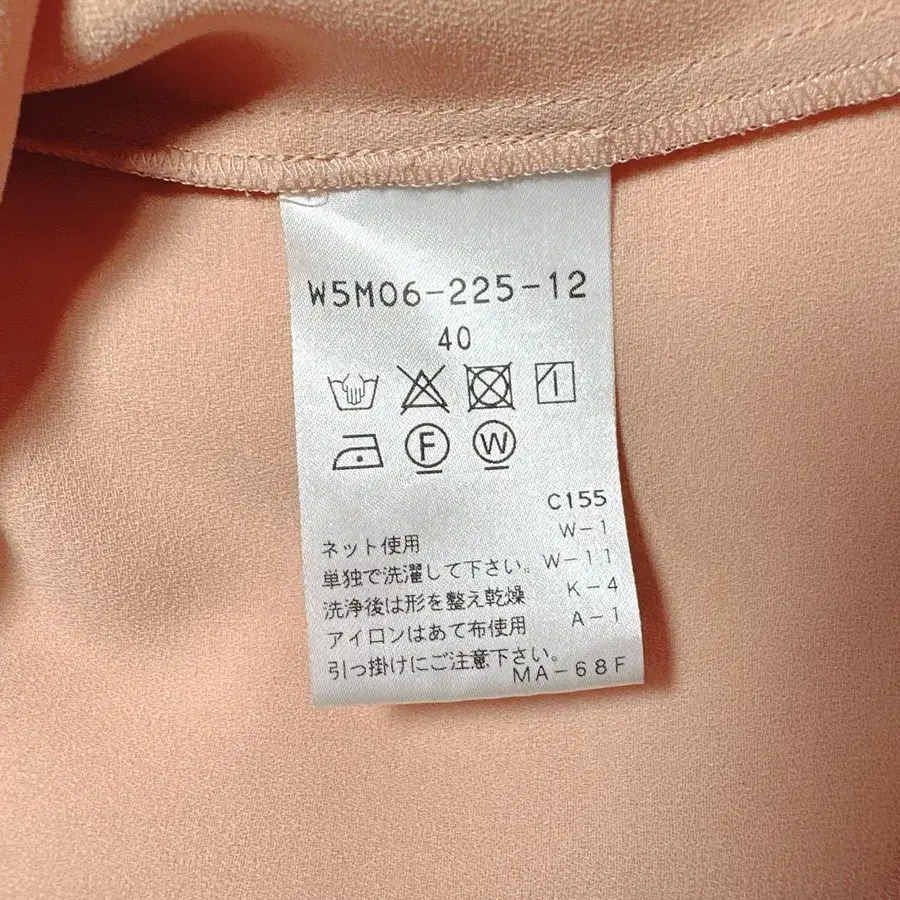 W5M06-225-12
40
F W
C155
W-1
ネット使用
W-11
単独で洗濯して下さい。
K-4
洗浄後は形を整え乾燥
A-1
アイロンはあて布使用
引っ掛けにご注意下さい。
MA-68F